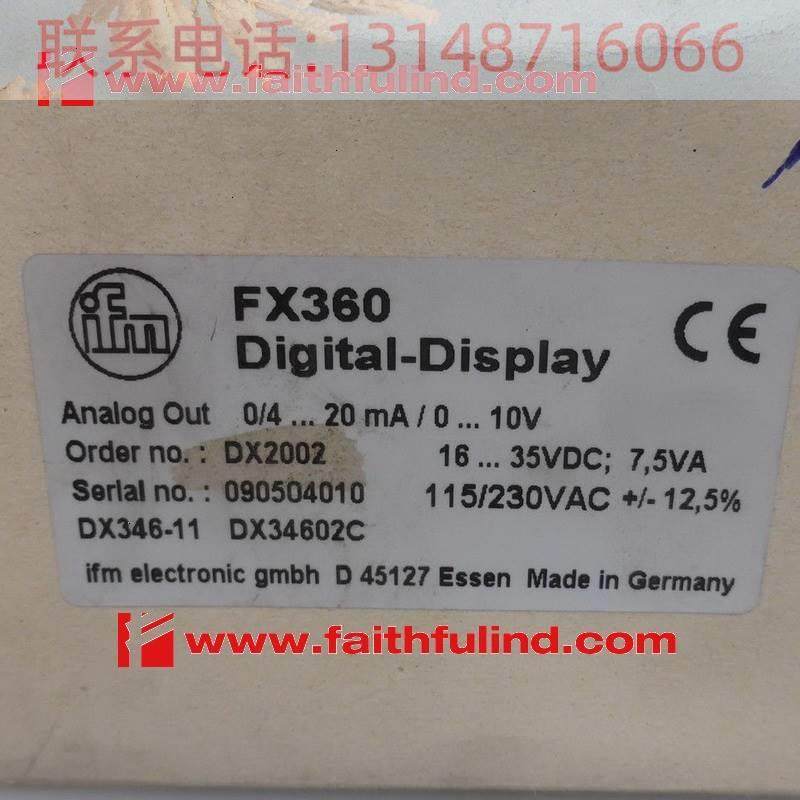 联系电话:13148716066
www.faithfulind.com
ifm
FX360
Digital-Display
CE
Analog Out 0/4 ... 20 mA / 0 ... 10V
Order no. : DX2002 16 ... 35VDC; 7,5VA
Serial no. : 090504010 115/230VAC +/- 12,5%
DX346-11 DX34602C
ifm electronic gmbh D 45127 Essen Made in Germany
www.faithfulind.com